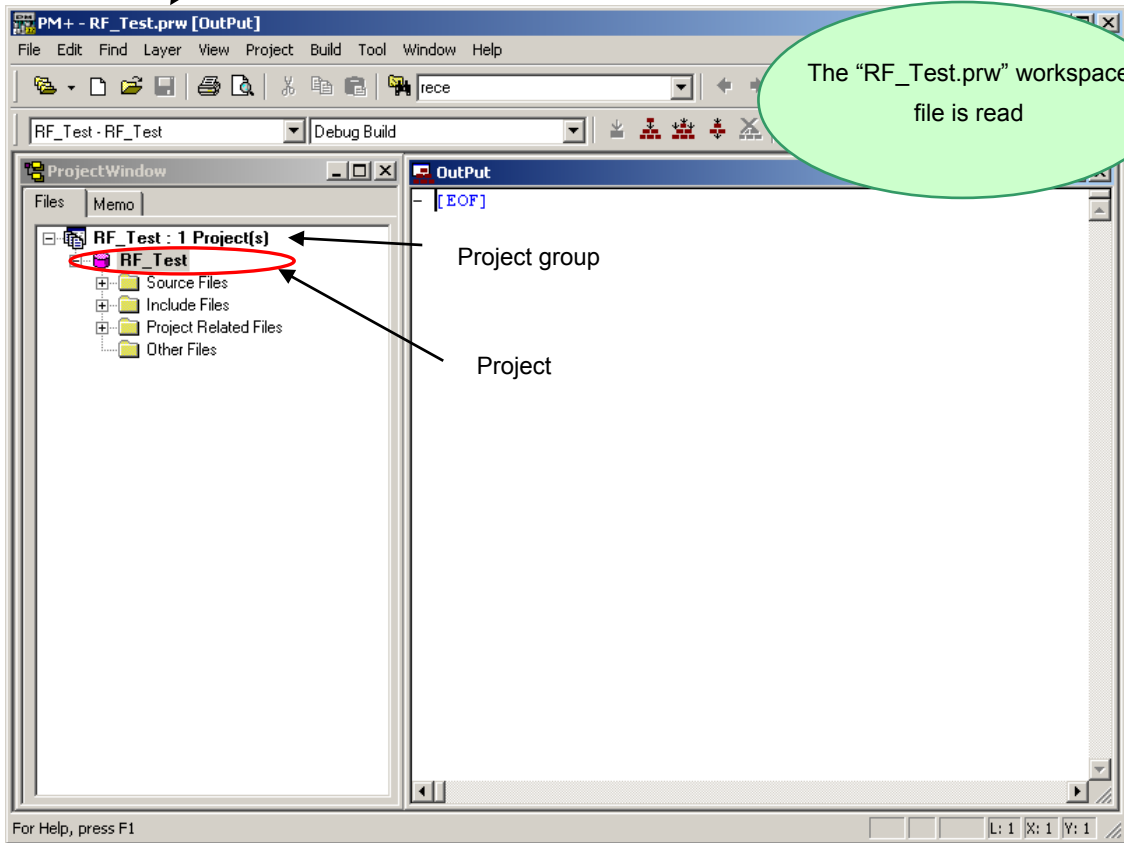 PM+ - RF_Test.prw [OutPut]
File Edit Find Layer View Project Build Tool Window Help
The “RF_Test.prw” workspace
file is read
rece
RF_Test - RF_Test
Debug Build
ProjectWindow
OutPut
Files
Memo
[EOF]
RF_Test : 1 Project(s)
Project group
RF_Test
Source Files
Include Files
Project Related Files
Other Files
Project
For Help, press F1
L: 1 X: 1 Y: 1